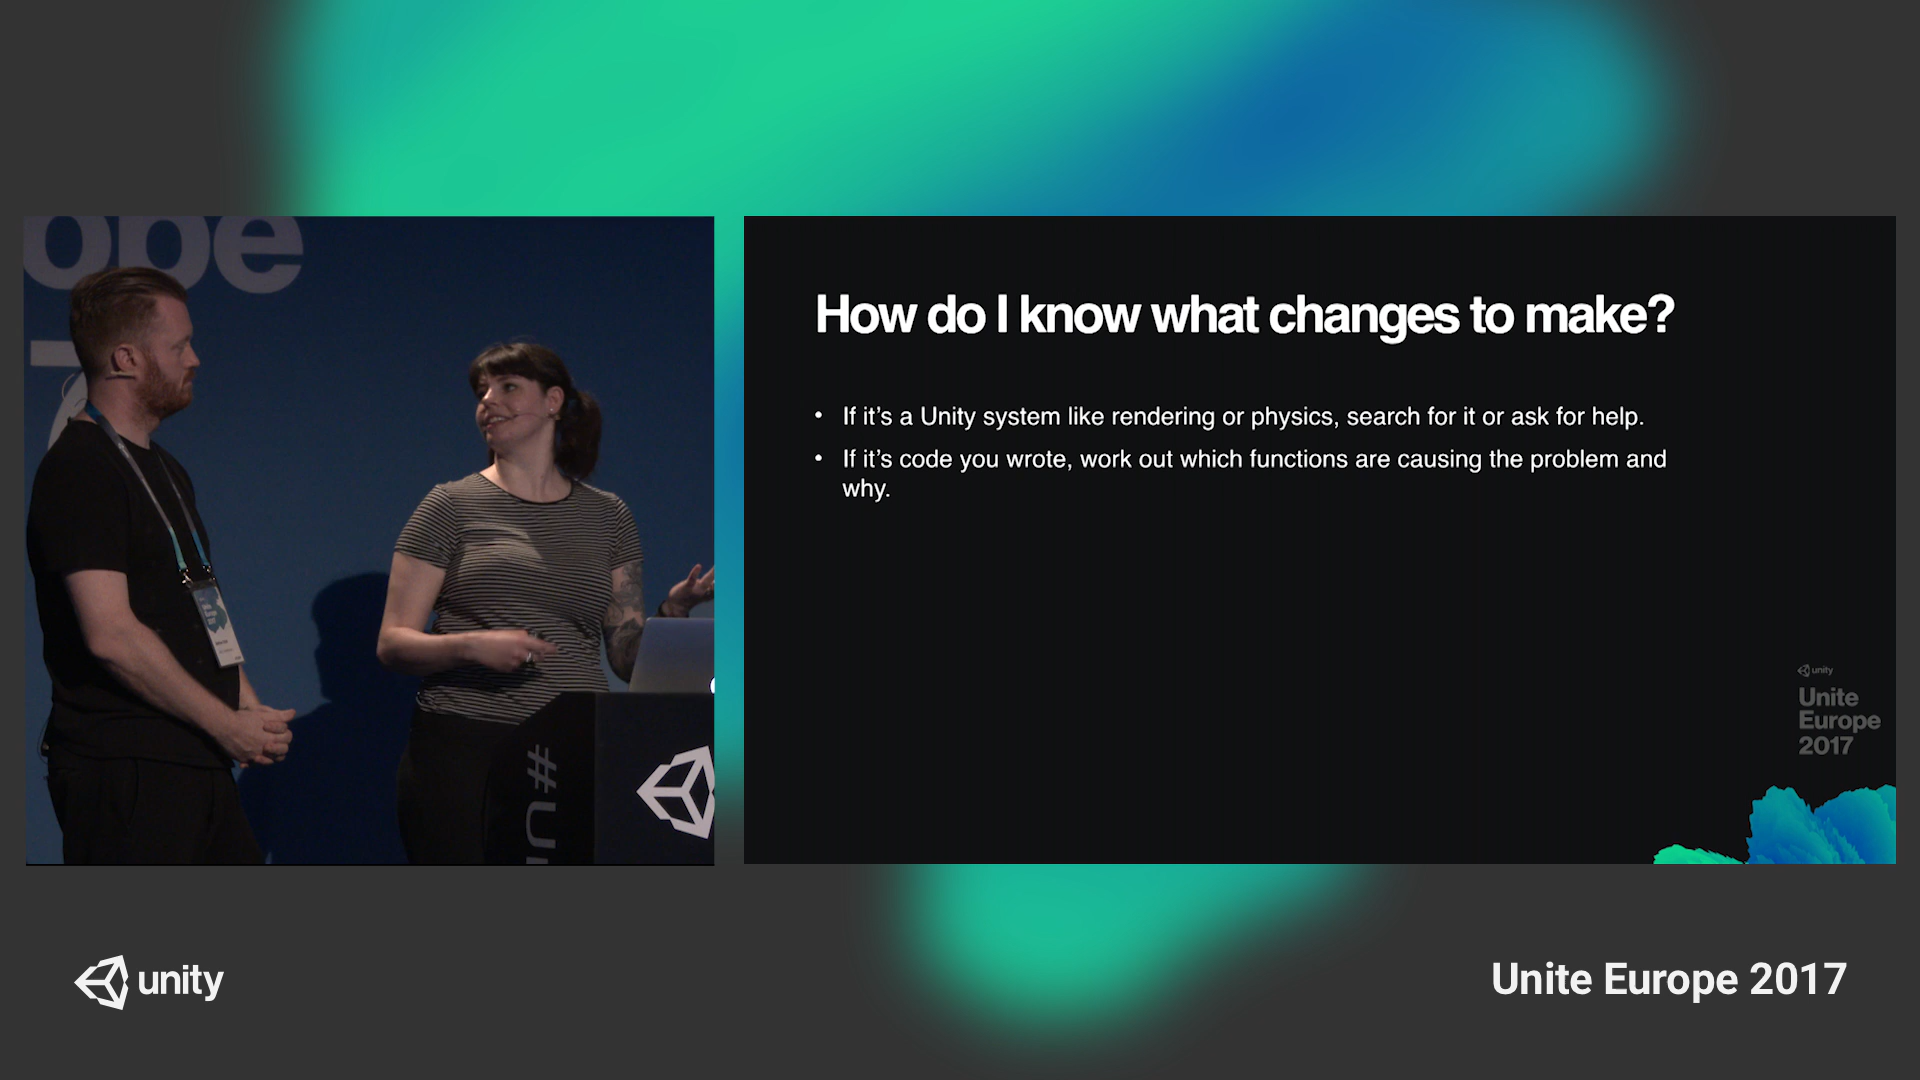 ope
7
#U
How do I know what changes to make?
• If it’s a Unity system like rendering or physics, search for it or ask for help.
• If it’s code you wrote, work out which functions are causing the problem and
why.
unity
Unite
Europe
2017
unity
Unite Europe 2017